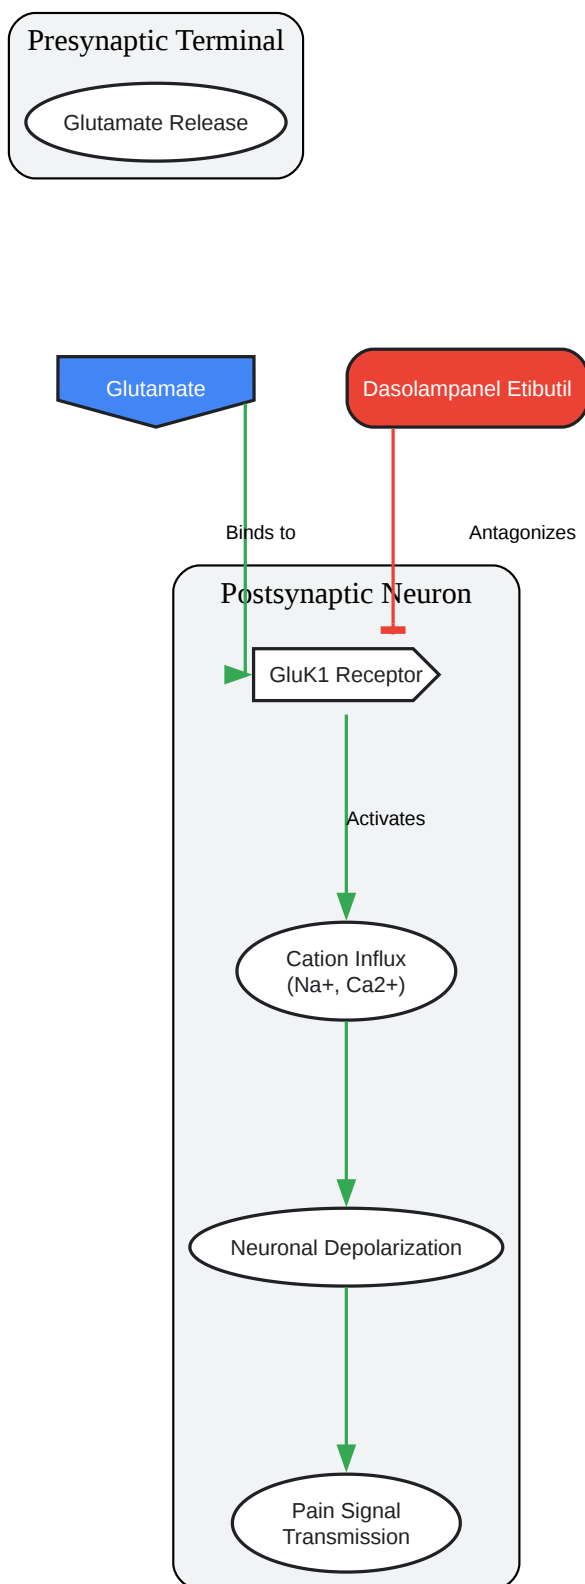 Presynaptic Terminal
Glutamate Release
Glutamate
Dasolampanel Etibutil
Binds to
Antagonizes
Postsynaptic Neuron
GluK1 Receptor
Activates
Cation Influx
(Na+, Ca2+)
Neuronal Depolarization
Pain Signal
Transmission